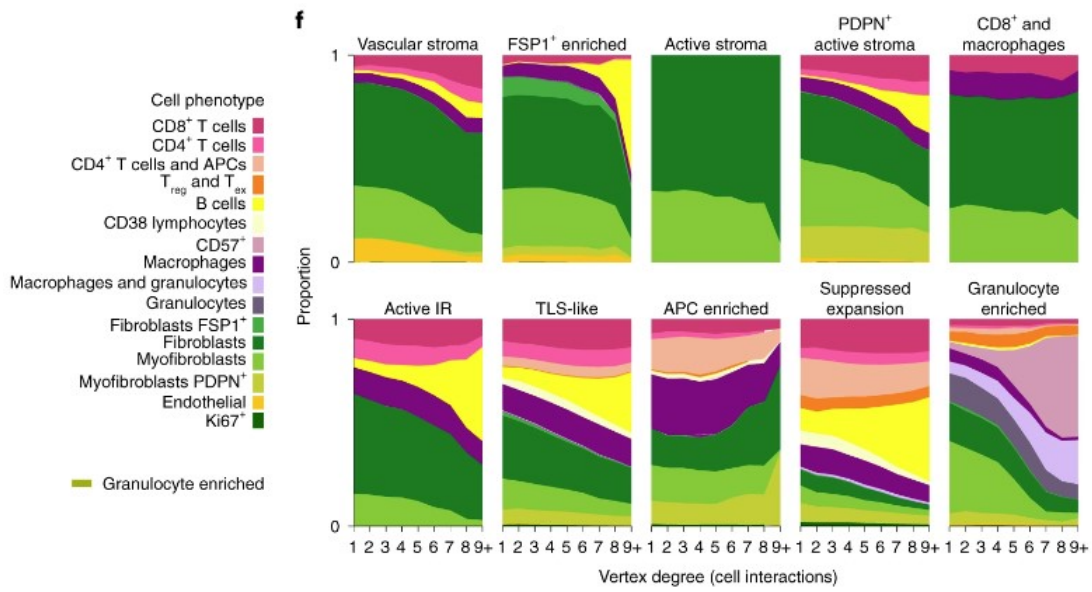 f
Vascular stroma
FSP1⁺ enriched
Active stroma
PDPN⁺
active stroma
CD8⁺ and
macrophages
Cell phenotype
CD8⁺ T cells
CD4⁺ T cells
CD4⁺ T cells and APCs
T_reg and T_ex
B cells
CD38 lymphocytes
CD57⁺
Macrophages
Macrophages and granulocytes
Granulocytes
Fibroblasts FSP1⁺
Fibroblasts
Myofibroblasts
Myofibroblasts PDPN⁺
Endothelial
Ki67⁺
Granulocyte enriched
1
0
Proportion
Active IR
TLS-like
APC enriched
Suppressed
expansion
Granulocyte
enriched
1
0
1 2 3 4 5 6 7 8 9+
1 2 3 4 5 6 7 8 9+
1 2 3 4 5 6 7 8 9+
1 2 3 4 5 6 7 8 9+
1 2 3 4 5 6 7 8 9+
Vertex degree (cell interactions)